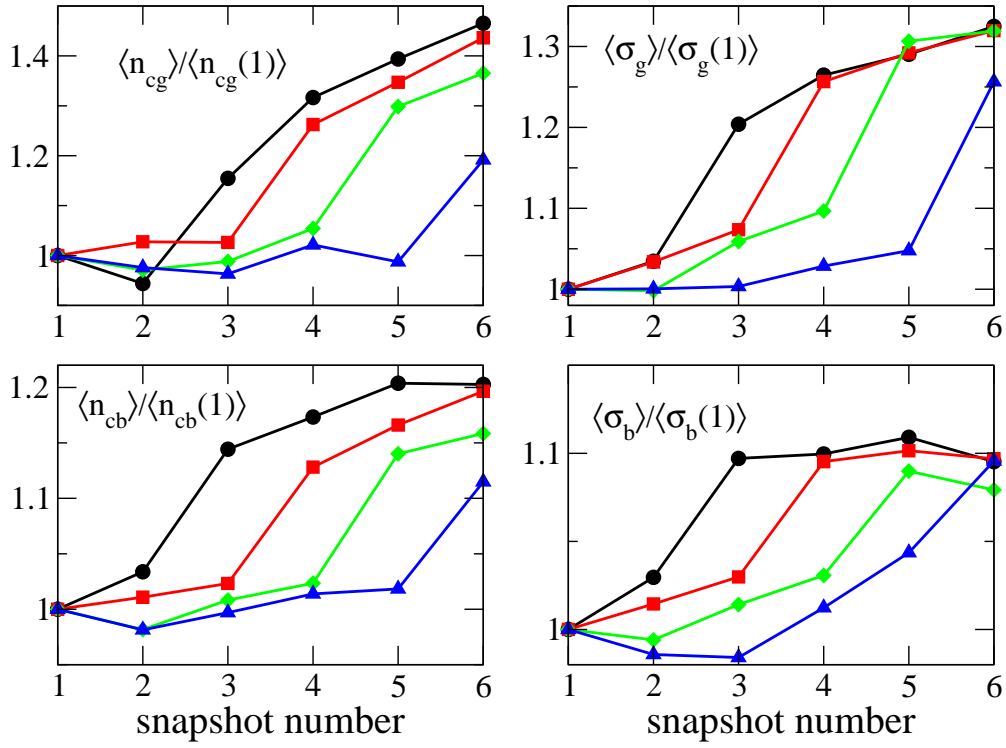 ⟨n_cg⟩/⟨n_cg(1)⟩
1.4
1.2
1
1 2 3 4 5 6
⟨σ_g⟩/⟨σ_g(1)⟩
1.3
1.2
1.1
1
1 2 3 4 5 6
⟨n_cb⟩/⟨n_cb(1)⟩
1.2
1.1
1
1 2 3 4 5 6
snapshot number
⟨σ_b⟩/⟨σ_b(1)⟩
1.1
1
1 2 3 4 5 6
snapshot number